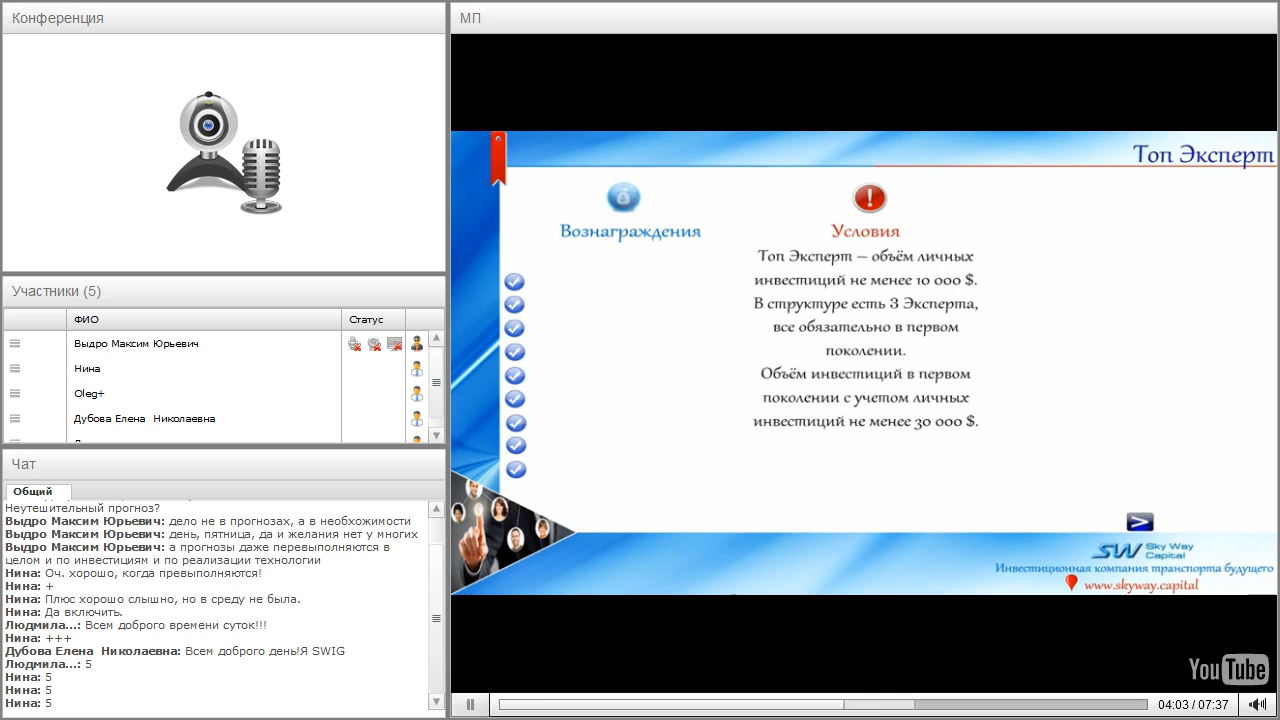 Конференция
Участники (5)
ФИО
Статус
Выдро Максим Юрьевич
Нина
Oleg+
Дубова Елена Николаевна
Чат
Общий
Неутешительный прогноз?
Выдро Максим Юрьевич: дело не в прогнозах, а в необхожимости
Выдро Максим Юрьевич: день, пятница, да и желания нет у многих
Выдро Максим Юрьевич: а прогнозы даже перевыполняются в
целом и по инвестициям и по реализации технологии
Нина: Оч. хорошо, когда превыполняются!
Нина: +
Нина: Плюс хорошо слышно, но в среду не была.
Нина: Да включить.
Людмила...: Всем доброго времени суток!!!
Нина: +++
Дубова Елена Николаевна: Всем доброго день!Я SWIG
Людмила...: 5
Нина: 5
Нина: 5
Нина: 5
МП
Топ Эксперт
Вознаграждения
Условия
Топ Эксперт – объём личных
инвестиций не менее 10 000 $.
В структуре есть 3 Эксперта,
все обязательно в первом
поколении.
Объём инвестиций в первом
поколении с учетом личных
инвестиций не менее 30 000 $.
SW Sky Way
Capital
Инвестиционная компания транспорта будущего
www.skyway.capital
YouTube
04:03 / 07:37